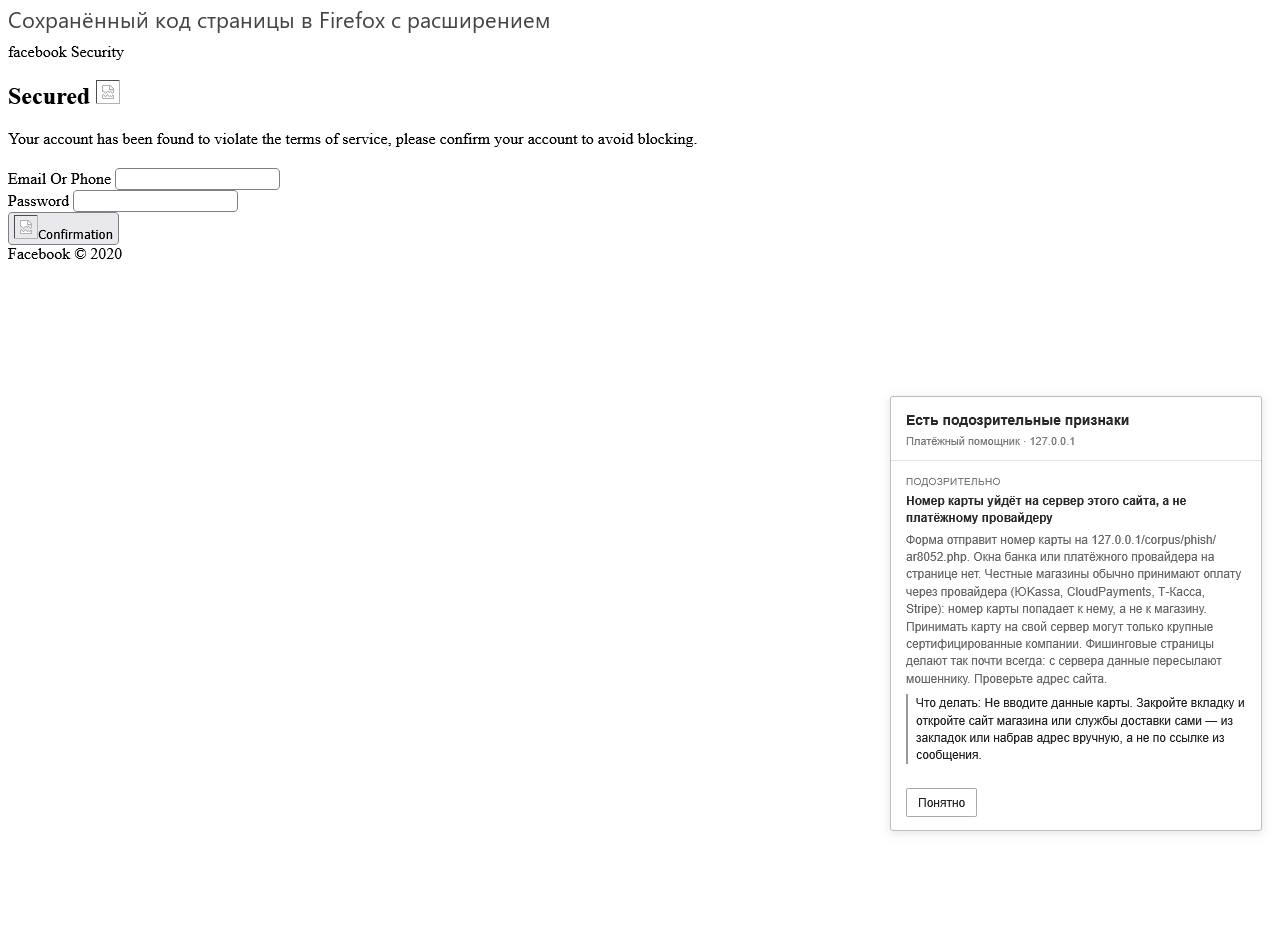 Сохранённый код страницы в Firefox с расширением
facebook Security
Secured
Your account has been found to violate the terms of service, please confirm your account to avoid blocking.
Email Or Phone
Password
Confirmation
Facebook © 2020
Есть подозрительные признаки
Платёжный помощник · 127.0.0.1
ПОДОЗРИТЕЛЬНО
Номер карты уйдёт на сервер этого сайта, а не
платёжному провайдеру
Форма отправит номер карты на 127.0.0.1/corpus/phish/
ar8052.php. Окна банка или платёжного провайдера на
странице нет. Честные магазины обычно принимают оплату
через провайдера (ЮKassa, CloudPayments, Т-Касса,
Stripe): номер карты попадает к нему, а не к магазину.
Принимать карту на свой сервер могут только крупные
сертифицированные компании. Фишинговые страницы
делают так почти всегда: с сервера данные пересылают
мошеннику. Проверьте адрес сайта.
Что делать: Не вводите данные карты. Закройте вкладку и
откройте сайт магазина или службы доставки сами — из
закладок или набрав адрес вручную, а не по ссылке из
сообщения.
Понятно